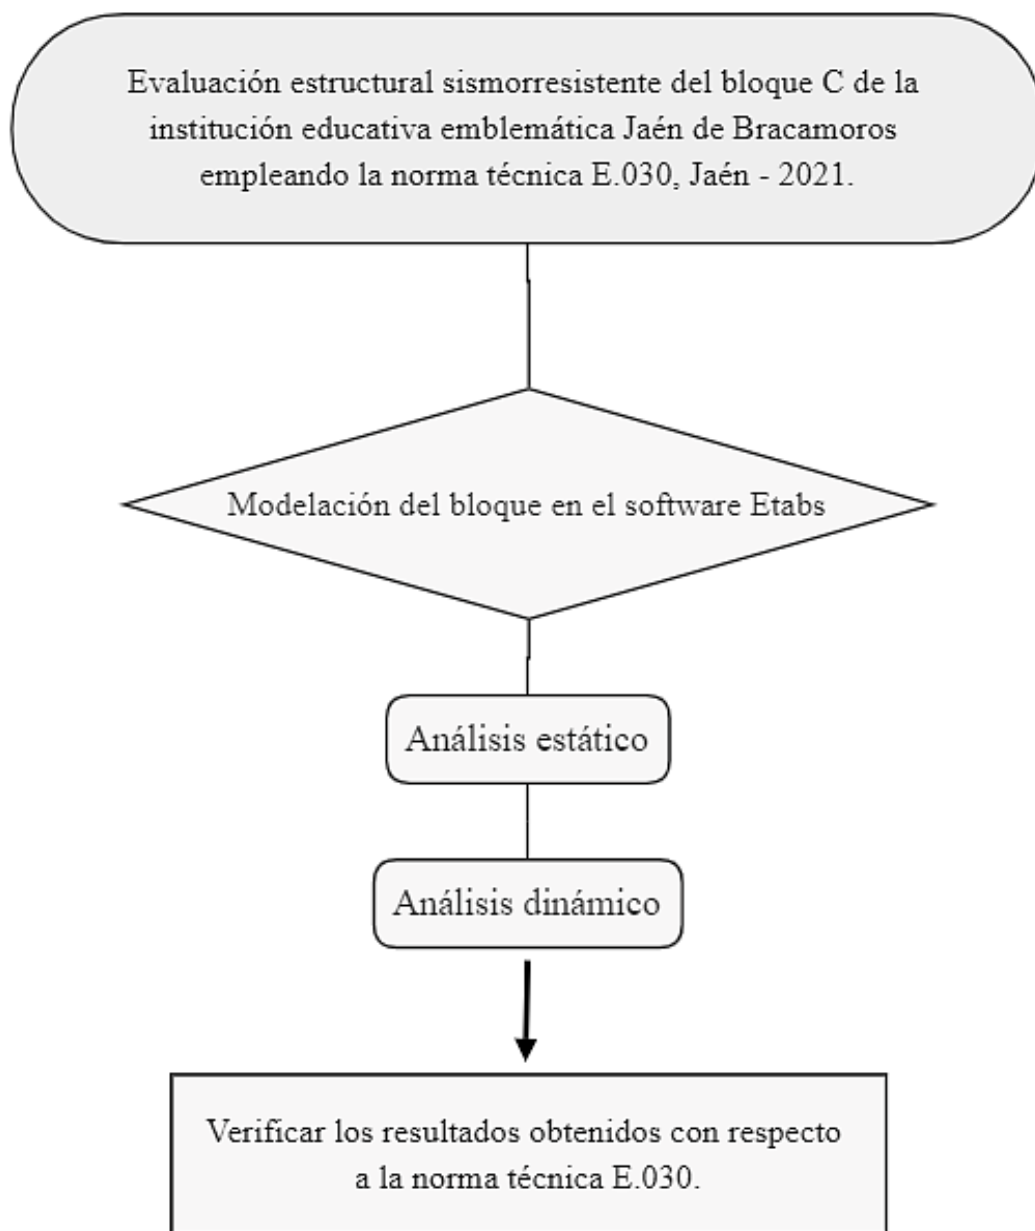 Evaluación estructural sismorresistente del bloque C de la
institución educativa emblemática Jaén de Bracamoros
empleando la norma técnica E.030, Jaén - 2021.
Modelación del bloque en el software Etabs
Análisis estático
Análisis dinámico
Verificar los resultados obtenidos con respecto
a la norma técnica E.030.